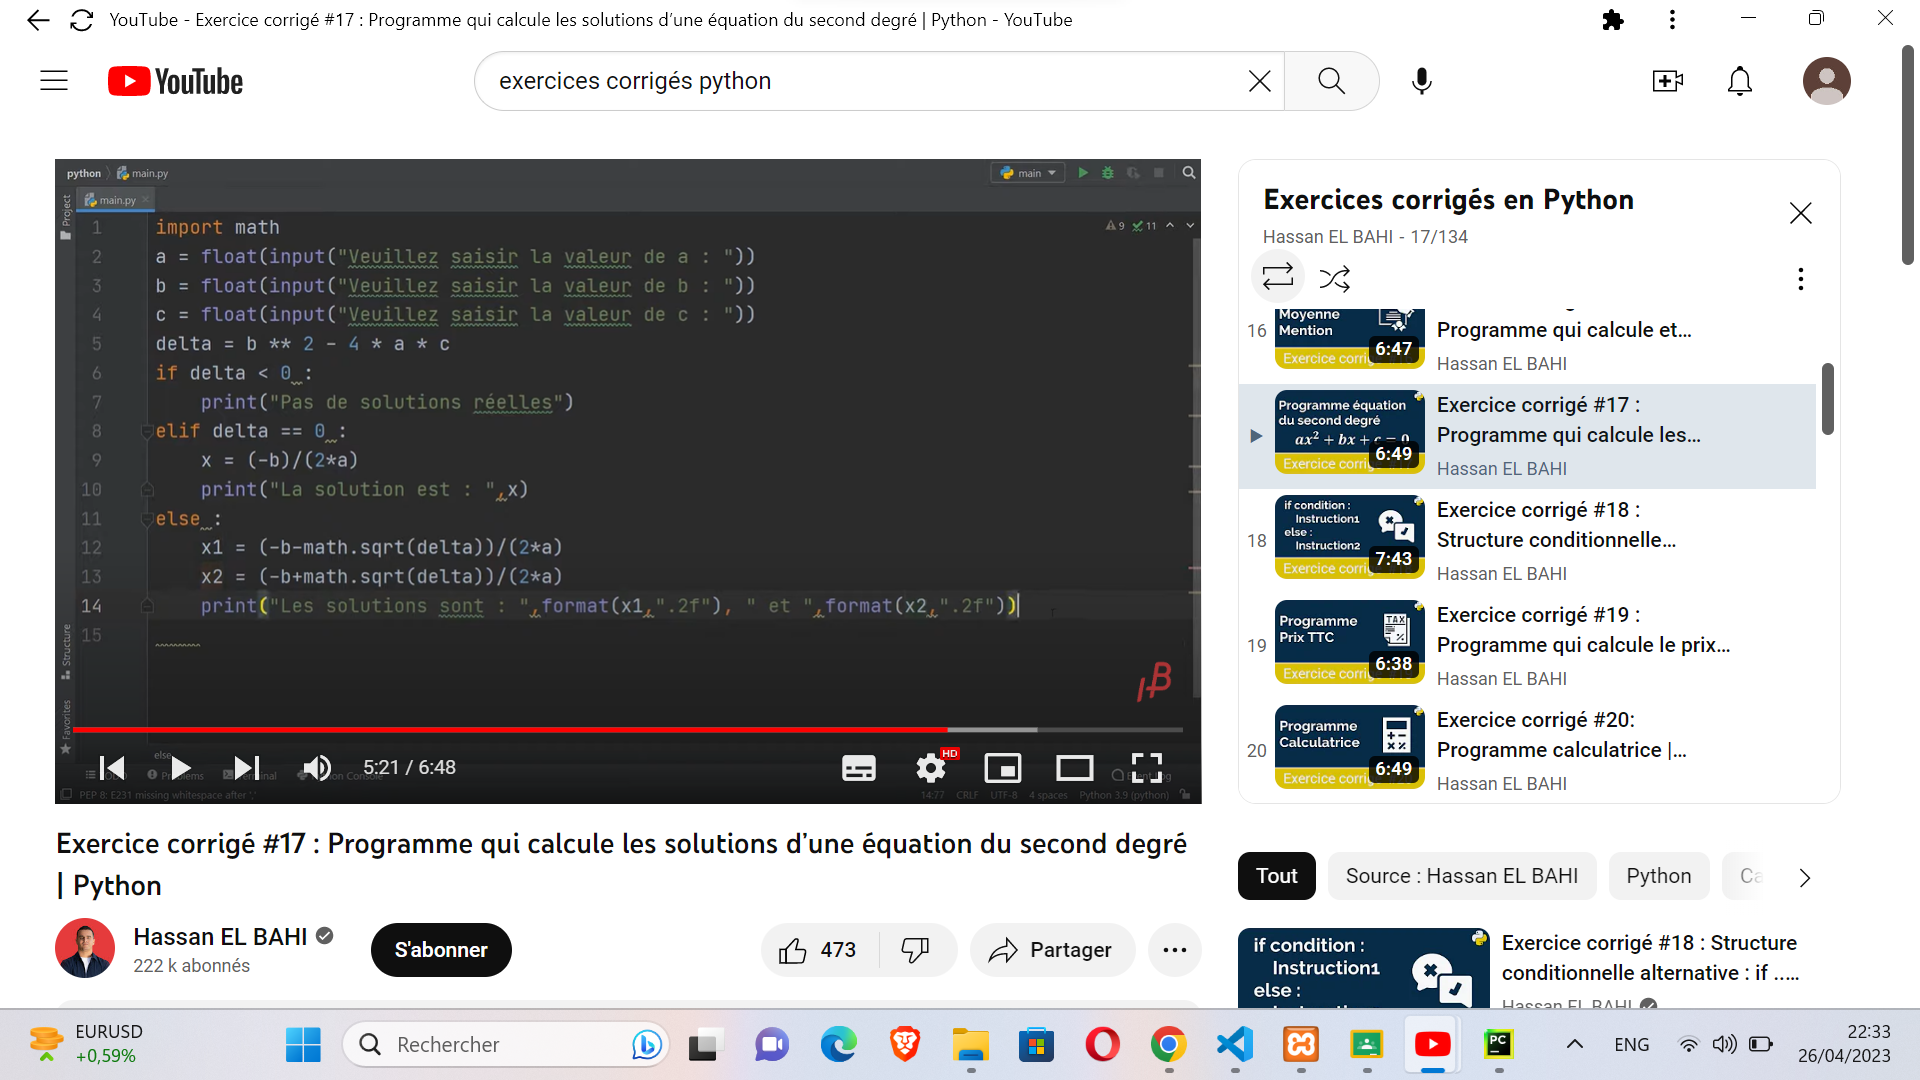 YouTube - Exercice corrigé #17 : Programme qui calcule les solutions d'une équation du second degré | Python - YouTube
YouTube
exercices corrigés python
python
main.py
main
main.py
Project
9
11
1 import math
2 a = float(input("Veuillez saisir la valeur de a : "))
3 b = float(input("Veuillez saisir la valeur de b : "))
4 c = float(input("Veuillez saisir la valeur de c : "))
5 delta = b ** 2 - 4 * a * c
6 if delta < 0 :
7 print("Pas de solutions réelles")
8 elif delta == 0 :
9 x = (-b)/(2*a)
10 print("La solution est : ",x)
11 else :
12 x1 = (-b-math.sqrt(delta))/(2*a)
13 x2 = (-b+math.sqrt(delta))/(2*a)
14 print("Les solutions sont : ",format(x1,".2f"), " et ",format(x2,".2f"))
15
Structure
Favorites
else
5:21 / 6:48
HD
PEP 8: E231 missing whitespace after ','
14:77 CRLF UTF-8 4 spaces Python 3.9 (python)
Exercice corrigé #17 : Programme qui calcule les solutions d'une équation du second degré
| Python
Hassan EL BAHI
222 k abonnés
S'abonner
473
Partager
Exercices corrigés en Python
Hassan EL BAHI - 17/134
16
Moyenne
Mention
6:47
Programme qui calcule et...
Hassan EL BAHI
Programme équation
du second degré
ax² + bx + c = 0
6:49
Exercice corrigé #17 :
Programme qui calcule les...
Hassan EL BAHI
18
if condition :
Instruction1
else :
Instruction2
7:43
Exercice corrigé #18 :
Structure conditionnelle...
Hassan EL BAHI
19
Programme
Prix TTC
TAX
6:38
Exercice corrigé #19 :
Programme qui calcule le prix...
Hassan EL BAHI
20
Programme
Calculatrice
6:49
Exercice corrigé #20:
Programme calculatrice |...
Hassan EL BAHI
Tout
Source : Hassan EL BAHI
Python
if condition :
Instruction1
else :
Exercice corrigé #18 : Structure
conditionnelle alternative : if .....
Hassan EL BAHI
EURUSD
+0,59%
Rechercher
PC
ENG
22:33
26/04/2023